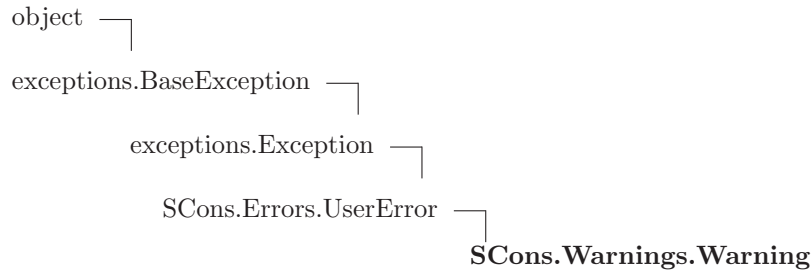 object
exceptions.BaseException
exceptions.Exception
SCons.Errors.UserError
SCons.Warnings.Warning